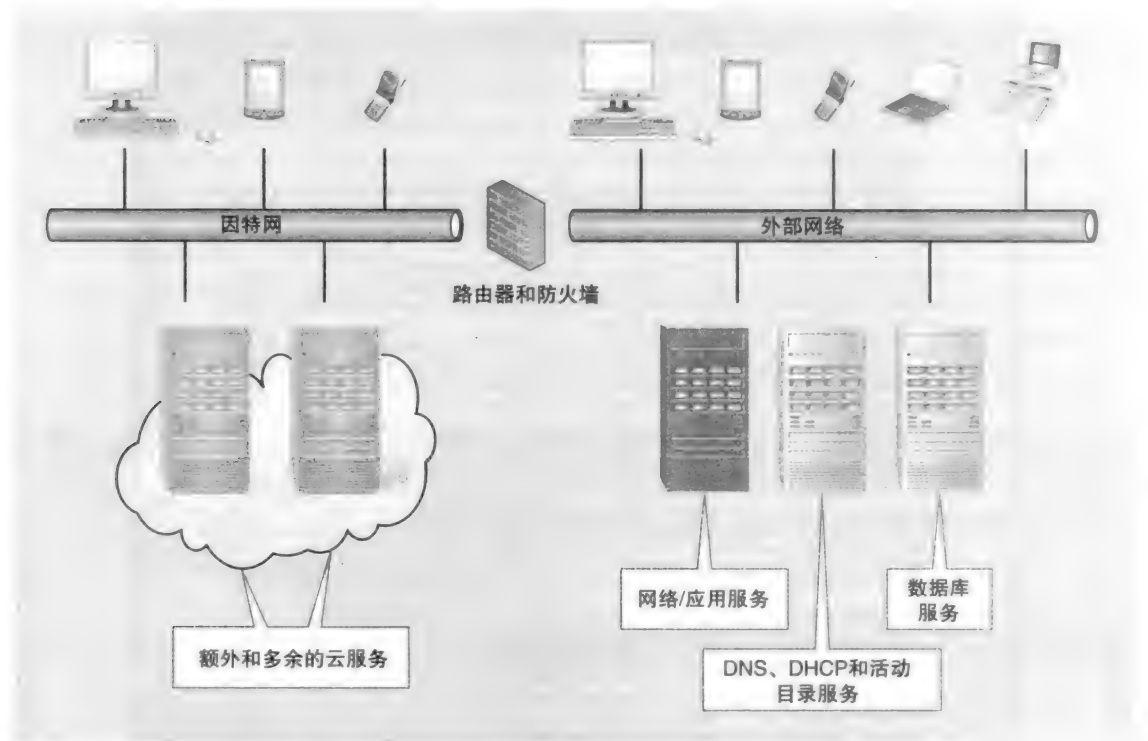 因特网
外部网络
路由器和防火墙
网络/应用服务
数据库
服务
额外和多余的云服务
DNS、DHCP和活动
目录服务